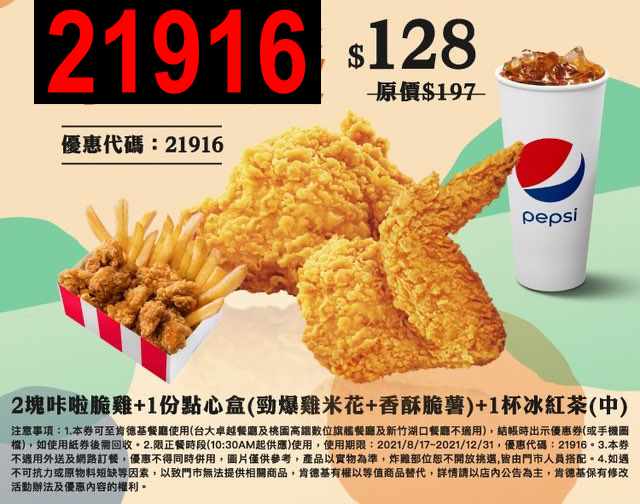 21916
$128
原價$197
優惠代碼：21916
pepsi
2塊咔啦脆雞+1份點心盒(勁爆雞米花+香酥脆薯)+1杯冰紅茶(中)
注意事項：1.本券可至肯德基餐廳使用(台大卓越餐廳及桃園高鐵數位旗艦餐廳及新竹湖口餐廳不適用)，結帳時出示優惠券(或手機圖
檔)，如使用紙券後需回收。2.限正餐時段(10:30AM起供應)使用，使用期限：2021/8/17-2021/12/31，優惠代碼：21916。3.本券
不適用外送及網路訂餐，優惠不得同時併用，圖片僅供參考，產品以實物為準，炸雞部位恕不開放挑選,皆由門市人員搭配。4.如遇
不可抗力或原物料短缺等因素，以致門市無法提供相關商品，肯德基有權以等值商品替代，詳情請以店內公告為主，肯德基保有修改
活動辦法及優惠內容的權利。